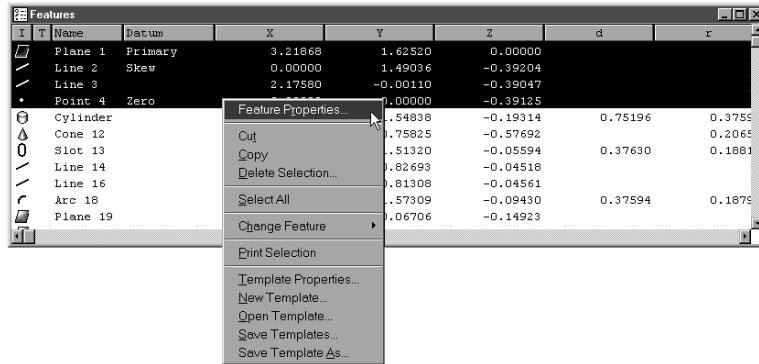 Features
I T Name Datum X Y Z d r
Plane 1 Primary 3.21868 1.62520 0.00000
Line 2 Skew 0.00000 1.49036 -0.39204
Line 3 2.17580 -0.00110 -0.39047
Point 4 Zero 0.00000 -0.39125
Cylinder .54838 -0.19314 0.75196 0.3759
Cone 12 .75825 -0.57692 0.2065
Slot 13 .51320 -0.05594 0.37630 0.1881
Line 14 .82693 -0.04518
Line 16 .81308 -0.04561
Arc 18 .57309 -0.09430 0.37594 0.1879
Plane 19 .06706 -0.14923
Feature Properties...
Cut
Copy
Delete Selection...
Select All
Change Feature
Print Selection
Template Properties...
New Template...
Open Template...
Save Templates...
Save Template As...